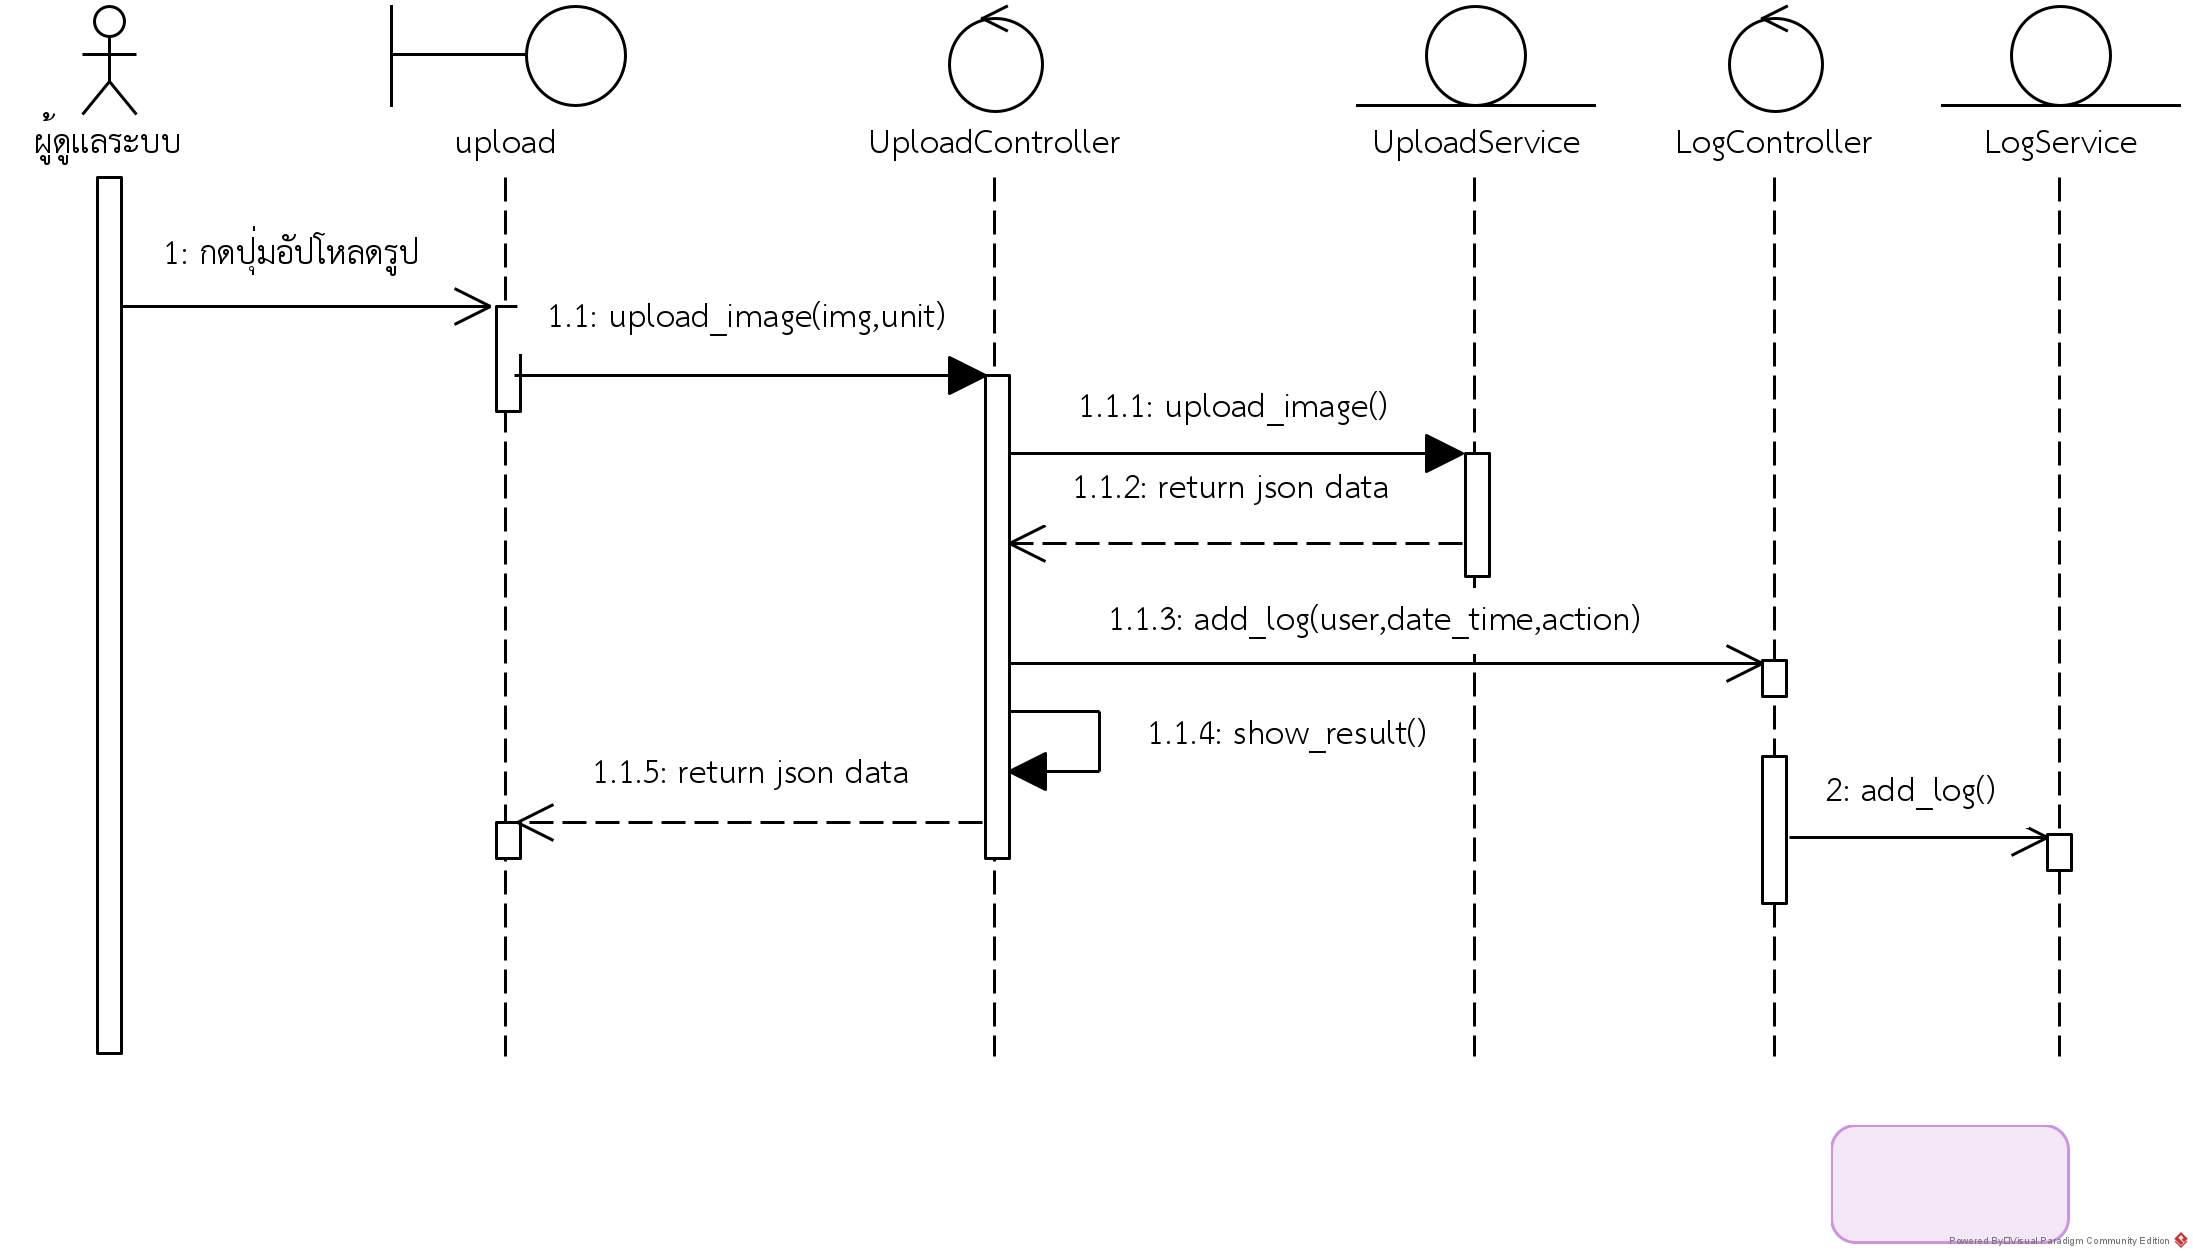 ผู้ดูแลระบบ
upload
UploadController
UploadService
LogController
LogService
1: กดปุ่มอัปโหลดรูป
1.1: upload_image(img,unit)
1.1.1: upload_image()
1.1.2: return json data
1.1.3: add_log(user,date_time,action)
1.1.4: show_result()
1.1.5: return json data
2: add_log()
Powered By□Visual Paradigm Community Edition